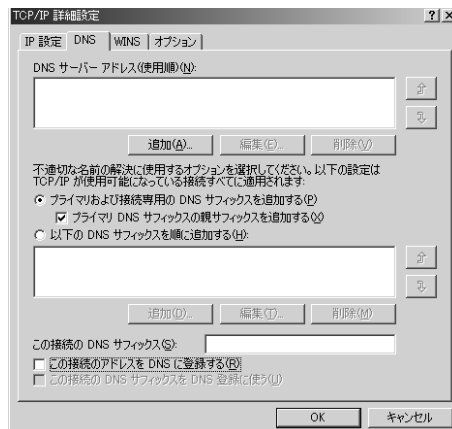 TCP/IP 詳細設定
IP 設定 DNS WINS オプション
DNS サーバー アドレス(使用順)(N):
追加(A)... 編集(E)... 削除(V)
不適切な名前の解決に使用するオプションを選択してください。以下の設定は
TCP/IP が使用可能になっている接続すべてに適用されます:
プライマリおよび接続専用の DNS サフィックスを追加する(P)
プライマリ DNS サフィックスの親サフィックスを追加する(X)
以下の DNS サフィックスを順に追加する(H):
追加(D)... 編集(T)... 削除(M)
この接続の DNS サフィックス(S):
この接続のアドレスを DNS に登録する(R)
この接続の DNS サフィックスを DNS 登録に使う(U)
OK キャンセル